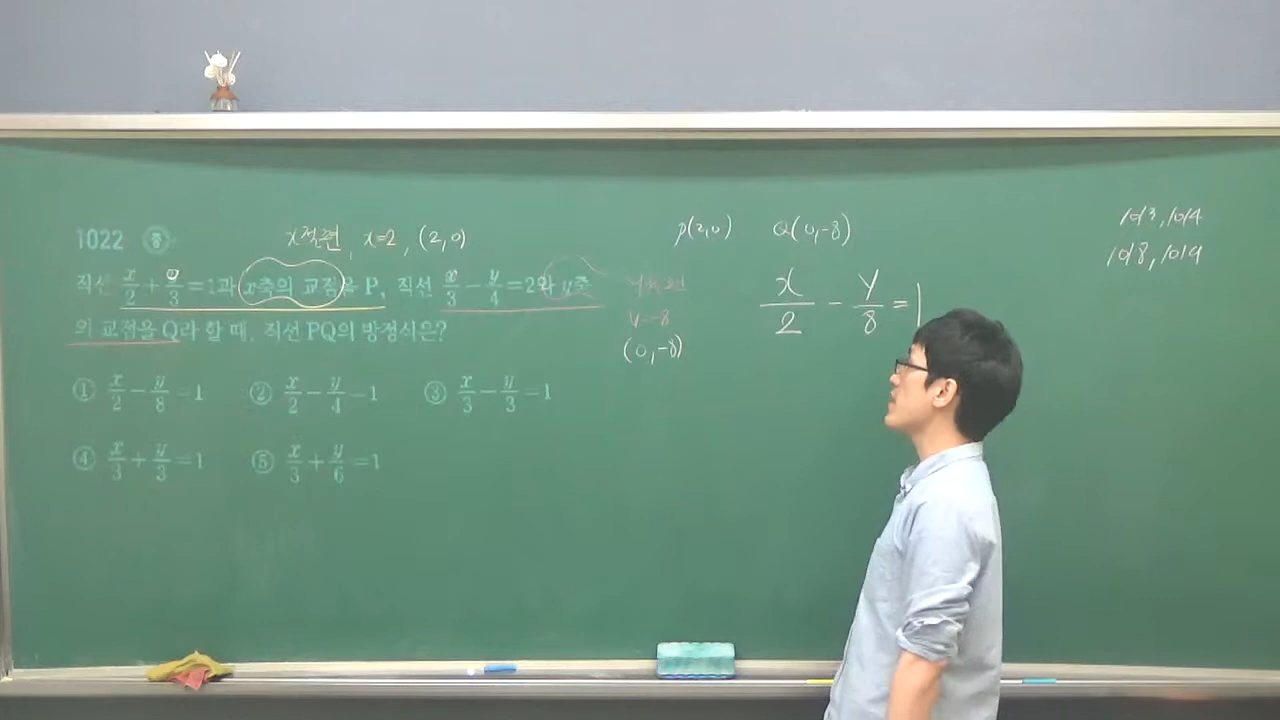 1022 중
x절편, x=2, (2,0)
직선 x/2 + y/3 = 1과 x축의 교점을 P, 직선 x/3 - y/4 = 2와 y축
의 교점을 Q라 할 때, 직선 PQ의 방정식은?
① x/2 - y/8 = 1 ② x/2 - y/4 = 1 ③ x/3 - y/3 = 1
④ x/3 + y/3 = 1 ⑤ x/3 + y/6 = 1
y=-8
(0,-8)
P(2,0) Q(0,-8)
x/2 - y/8 = 1
1013, 1014
1018, 1019